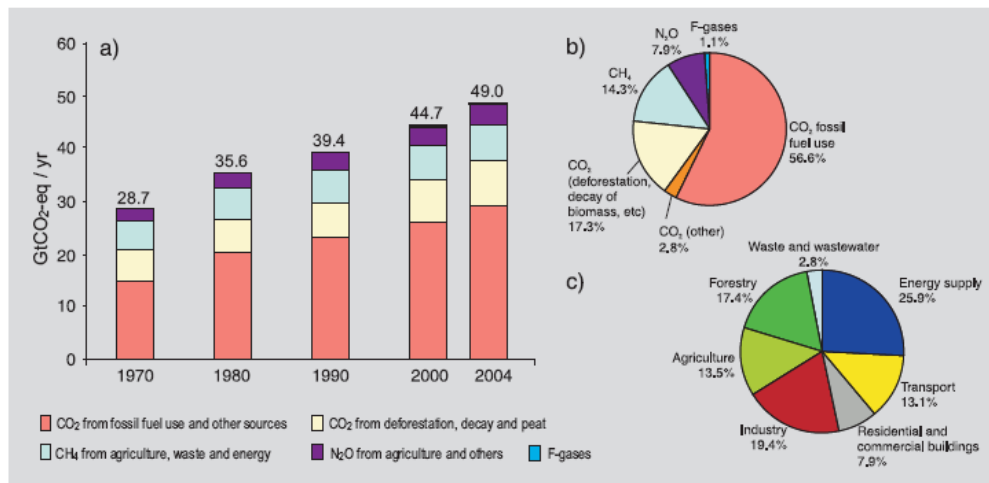 a)
GtCO₂-eq / yr
60
50
40
30
20
10
0
28.7
35.6
39.4
44.7
49.0
1970
1980
1990
2000
2004
CO₂ from fossil fuel use and other sources
CO₂ from deforestation, decay and peat
CH₄ from agriculture, waste and energy
N₂O from agriculture and others
F-gases
b)
F-gases
1.1%
N₂O
7.9%
CH₄
14.3%
CO₂ fossil
fuel use
56.6%
CO₂
(deforestation,
decay of
biomass, etc)
17.3%
CO₂ (other)
2.8%
c)
Waste and wastewater
2.8%
Forestry
17.4%
Energy supply
25.9%
Agriculture
13.5%
Transport
13.1%
Industry
19.4%
Residential and
commercial buildings
7.9%